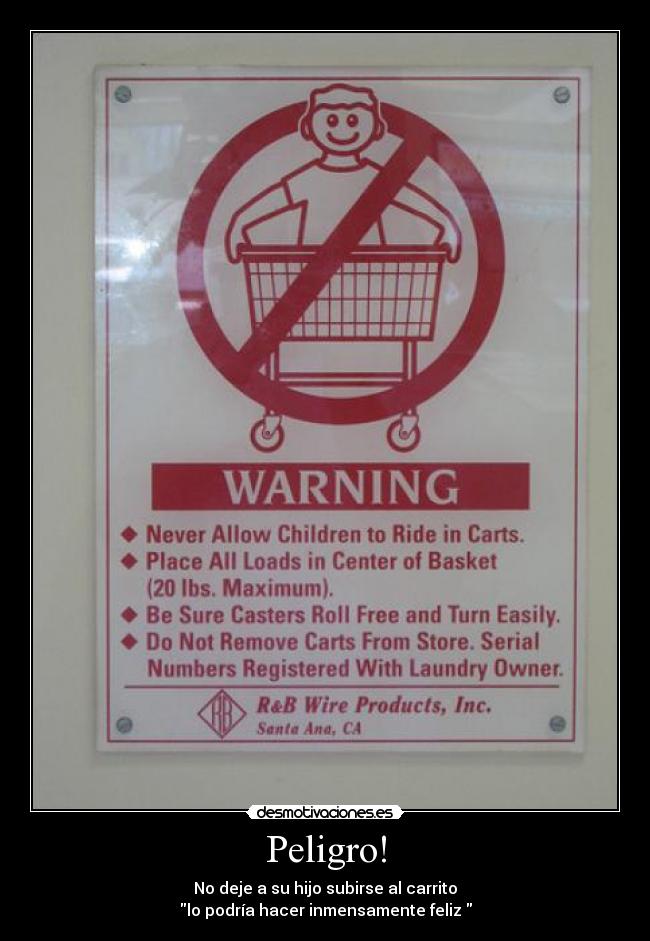 WARNING
◆ Never Allow Children to Ride in Carts.
◆ Place All Loads in Center of Basket
(20 lbs. Maximum).
◆ Be Sure Casters Roll Free and Turn Easily.
◆ Do Not Remove Carts From Store. Serial
Numbers Registered With Laundry Owner.
RB R&B Wire Products, Inc.
Santa Ana, CA
desmotivaciones.es
Peligro!
No deje a su hijo subirse al carrito
"lo podría hacer inmensamente feliz "